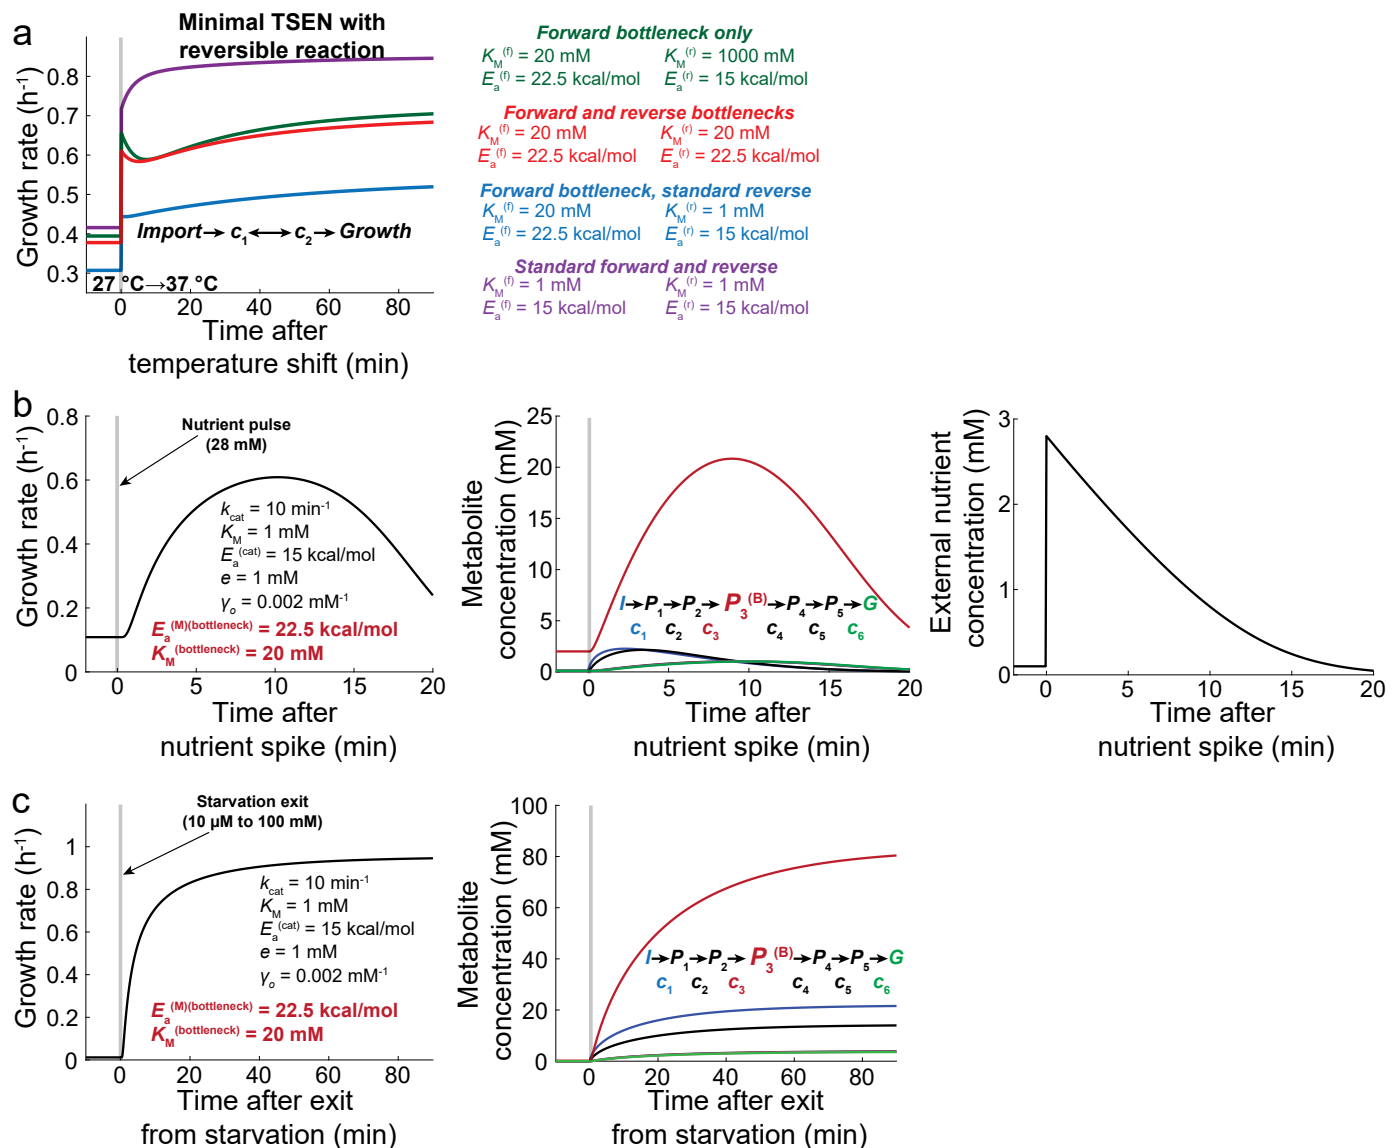 a
Minimal TSEN with
reversible reaction
Growth rate (h⁻¹)
0.8
0.7
0.6
0.5
0.4
0.3
Import→c₁↔c₂→Growth
27 °C→37 °C
0 20 40 60 80
Time after
temperature shift (min)
Forward bottleneck only
K_M^(f) = 20 mM K_M^(r) = 1000 mM
E_a^(f) = 22.5 kcal/mol E_a^(r) = 15 kcal/mol
Forward and reverse bottlenecks
K_M^(f) = 20 mM K_M^(r) = 20 mM
E_a^(f) = 22.5 kcal/mol E_a^(r) = 22.5 kcal/mol
Forward bottleneck, standard reverse
K_M^(f) = 20 mM K_M^(r) = 1 mM
E_a^(f) = 22.5 kcal/mol E_a^(r) = 15 kcal/mol
Standard forward and reverse
K_M^(f) = 1 mM K_M^(r) = 1 mM
E_a^(f) = 15 kcal/mol E_a^(r) = 15 kcal/mol
b
Growth rate (h⁻¹)
0.8
0.6
0.4
0.2
0
Nutrient pulse
(28 mM)
k_cat = 10 min⁻¹
K_M = 1 mM
E_a^(cat) = 15 kcal/mol
e = 1 mM
γ_o = 0.002 mM⁻¹
E_a^(M)(bottleneck) = 22.5 kcal/mol
K_M^(bottleneck) = 20 mM
0 5 10 15 20
Time after
nutrient spike (min)
Metabolite
concentration (mM)
25
20
15
10
5
0
I→P₁→P₂→P₃^(B)→P₄→P₅→G
c₁ c₂ c₃ c₄ c₅ c₆
0 5 10 15 20
Time after
nutrient spike (min)
External nutrient
concentration (mM)
3
2
1
0
0 5 10 15 20
Time after
nutrient spike (min)
c
Growth rate (h⁻¹)
1
0.8
0.6
0.4
0.2
0
Starvation exit
(10 µM to 100 mM)
k_cat = 10 min⁻¹
K_M = 1 mM
E_a^(cat) = 15 kcal/mol
e = 1 mM
γ_o = 0.002 mM⁻¹
E_a^(M)(bottleneck) = 22.5 kcal/mol
K_M^(bottleneck) = 20 mM
0 20 40 60 80
Time after exit
from starvation (min)
Metabolite
concentration (mM)
100
80
60
40
20
0
I→P₁→P₂→P₃^(B)→P₄→P₅→G
c₁ c₂ c₃ c₄ c₅ c₆
0 20 40 60 80
Time after exit
from starvation (min)